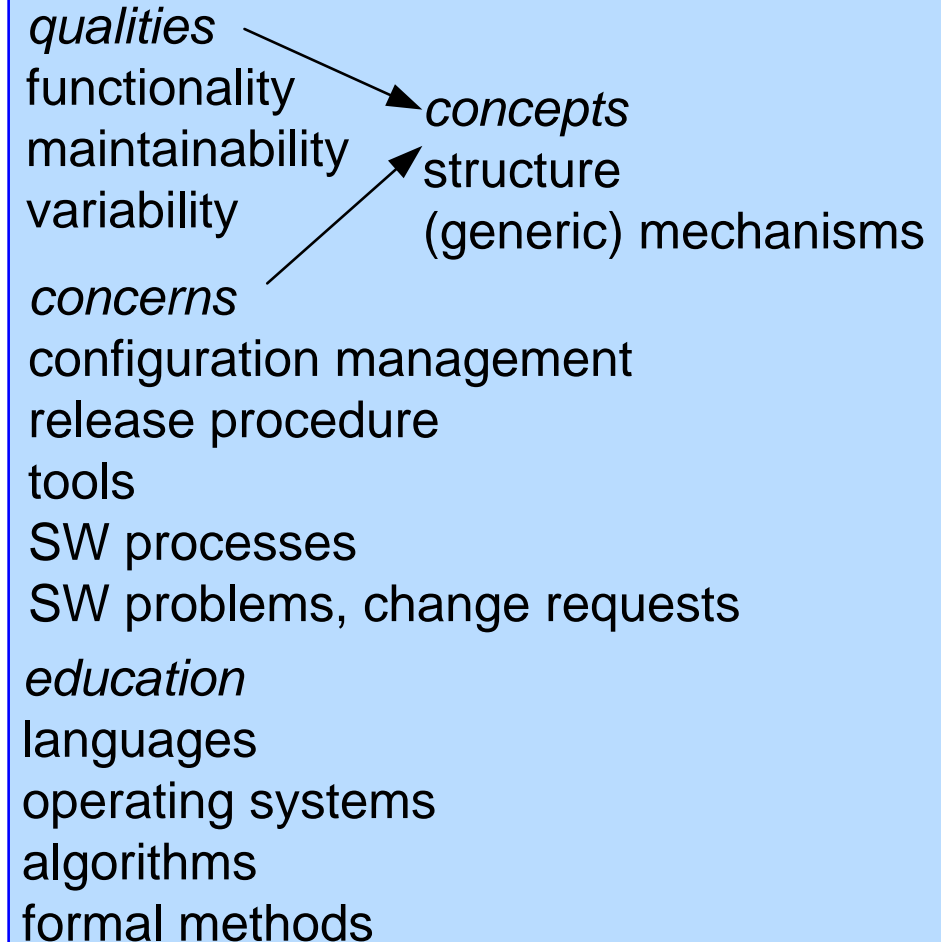 qualities
functionality
maintainability
variability
concepts
structure
(generic) mechanisms
concerns
configuration management
release procedure
tools
SW processes
SW problems, change requests
education
languages
operating systems
algorithms
formal methods